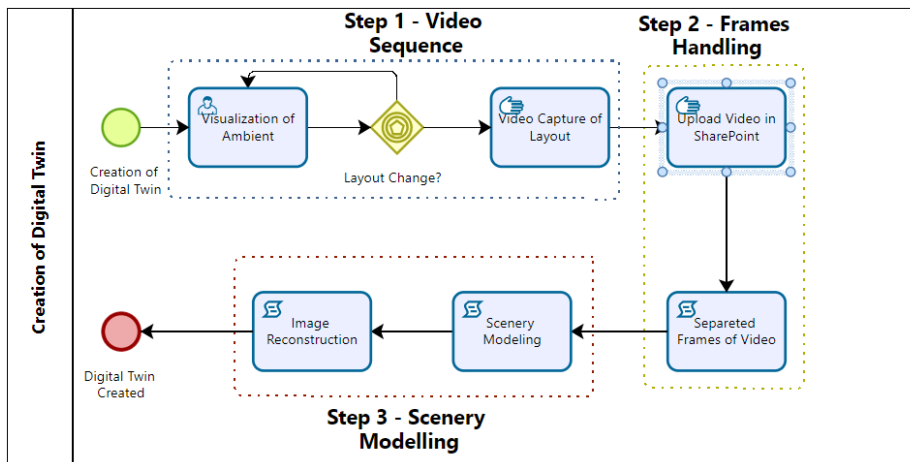 Creation of Digital Twin
Step 1 - Video
Sequence
Step 2 - Frames
Handling
Visualization of
Ambient
Video Capture of
Layout
Upload Video in
SharePoint
Creation of
Digital Twin
Layout Change?
Image
Reconstruction
Scenery
Modeling
Separeted
Frames of Video
Digital Twin
Created
Step 3 - Scenery
Modelling